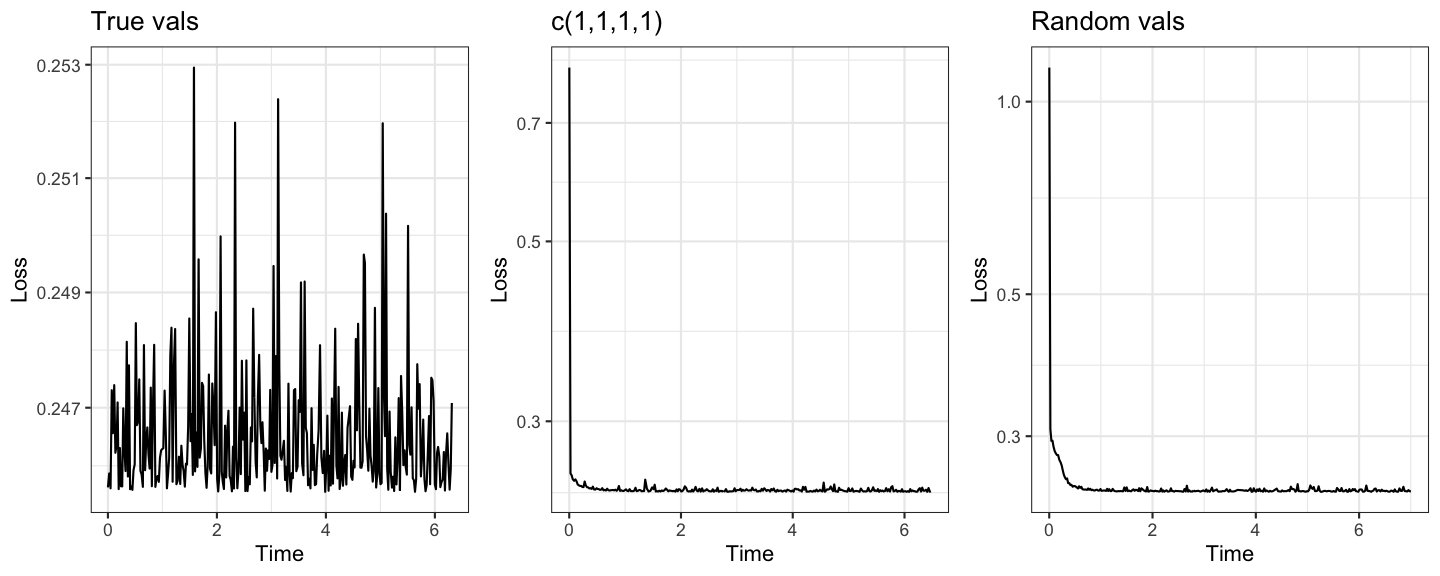 True vals
0.253
0.251
0.249
0.247
Loss
0 2 4 6
Time
c(1,1,1,1)
0.7
0.5
0.3
Loss
0 2 4 6
Time
Random vals
1.0
0.5
0.3
Loss
0 2 4 6
Time